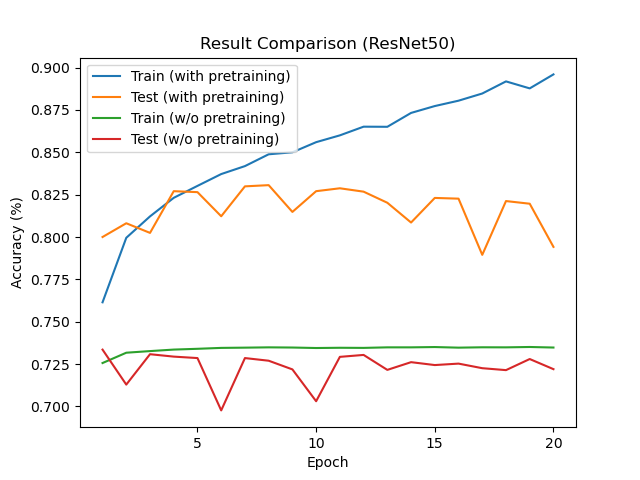 Result Comparison (ResNet50)
Train (with pretraining)
Test (with pretraining)
Train (w/o pretraining)
Test (w/o pretraining)
Accuracy (%)
0.900
0.875
0.850
0.825
0.800
0.775
0.750
0.725
0.700
5
10
15
20
Epoch